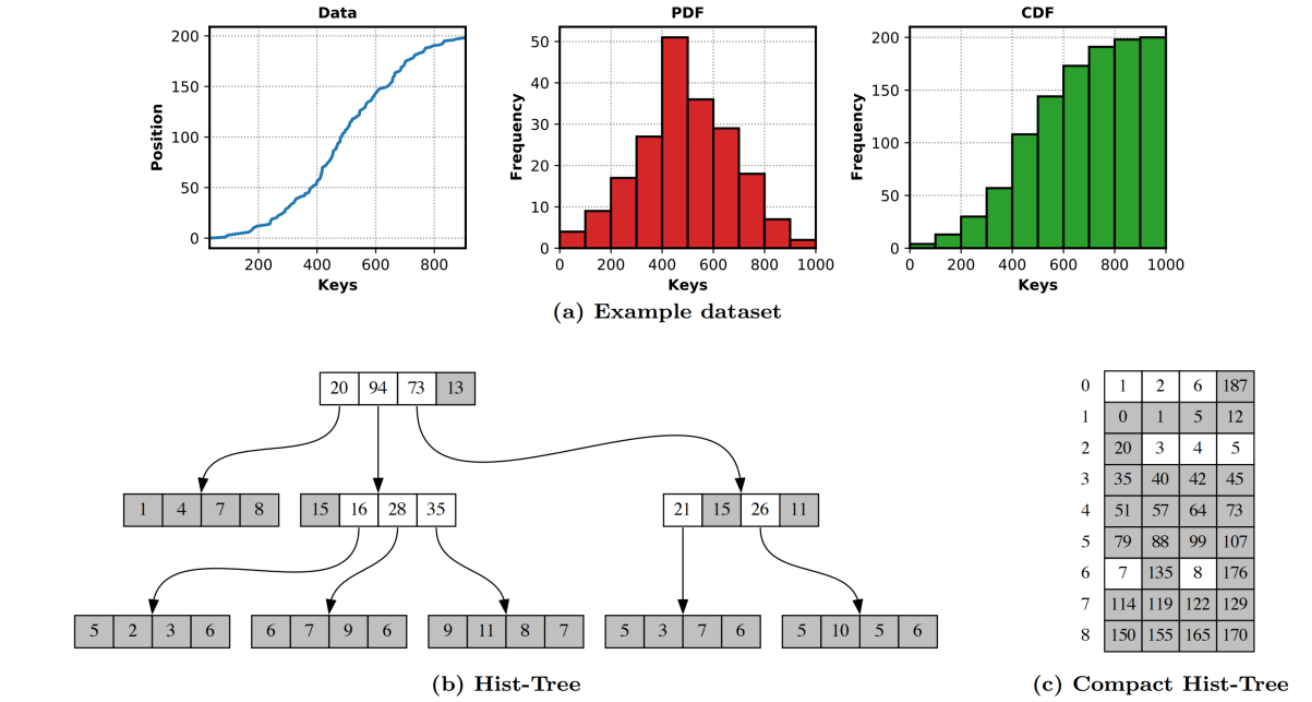 Data PDF CDF
200 150 100 50 0
Position
200 400 600 800
Keys
50 40 30 20 10 0
Frequency
0 200 400 600 800 1000
Keys
200 150 100 50 0
Frequency
0 200 400 600 800 1000
Keys
(a) Example dataset
20 94 73 13
1 4 7 8 15 16 28 35 21 15 26 11
5 2 3 6 6 7 9 6 9 11 8 7 5 3 7 6 5 10 5 6
(b) Hist-Tree
0 1 2 6 187
1 0 1 5 12
2 20 3 4 5
3 35 40 42 45
4 51 57 64 73
5 79 88 99 107
6 7 135 8 176
7 114 119 122 129
8 150 155 165 170
(c) Compact Hist-Tree